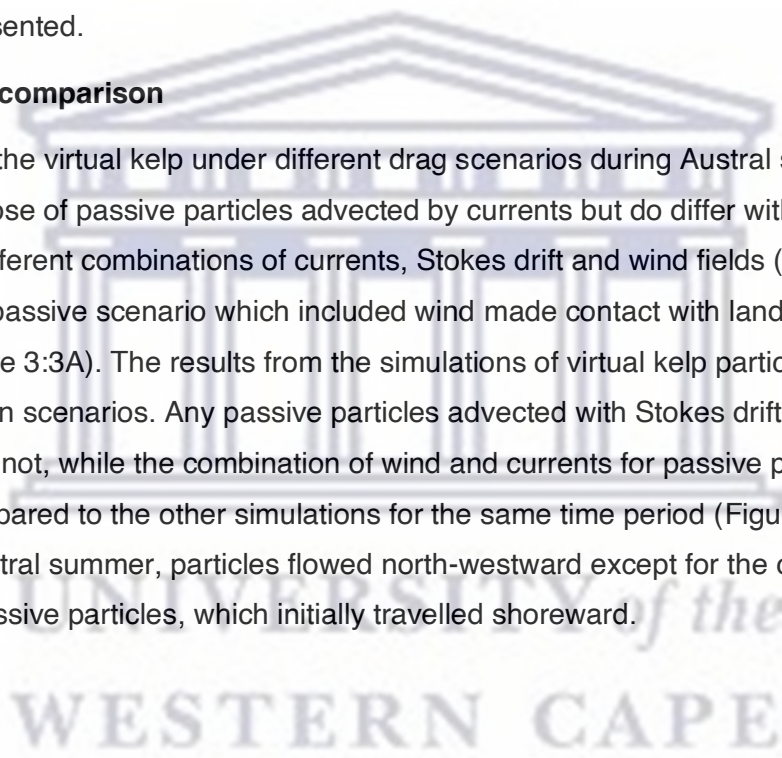 sented.
comparison
the virtual kelp under different drag scenarios during Austral s
ose of passive particles advected by currents but do differ with
fferent combinations of currents, Stokes drift and wind fields (
passive scenario which included wind made contact with land
e 3:3A). The results from the simulations of virtual kelp partic
n scenarios. Any passive particles advected with Stokes drift
not, while the combination of wind and currents for passive p
pared to the other simulations for the same time period (Figu
tral summer, particles flowed north-westward except for the c
ssive particles, which initially travelled shoreward.
UNIVERSITY of the
WESTERN CAPE